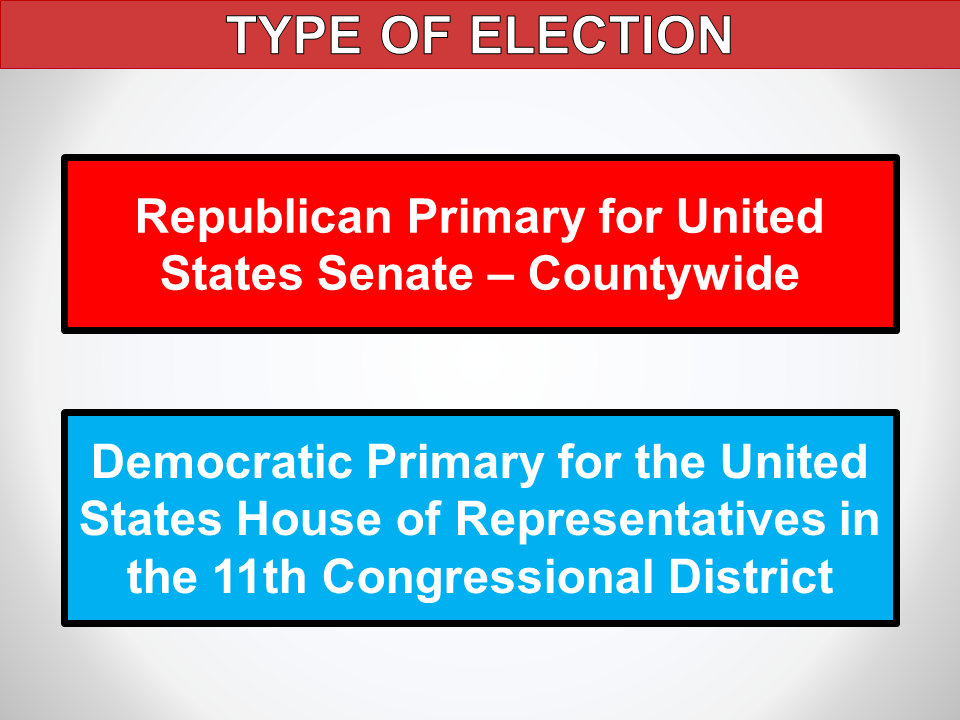 TYPE OF ELECTION
Republican Primary for United
States Senate – Countywide
Democratic Primary for the United
States House of Representatives in
the 11th Congressional District